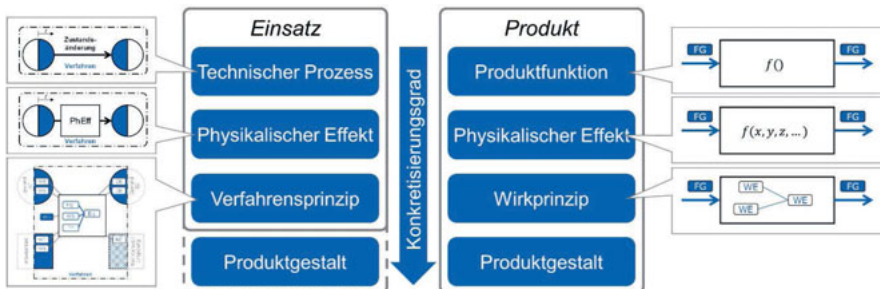 Einsatz
Technischer Prozess
Physikalischer Effekt
Verfahrensprinzip
Produktgestalt
Konkretisierungsgrad
Produkt
Produktfunktion
Physikalischer Effekt
Wirkprinzip
Produktgestalt
Zustands-
änderung
Verfahren
PhEff
Verfahren
Verfahren
FG
f()
FG
FG
f(x, y, z, ...)
FG
FG
WE
WE
WE
FG